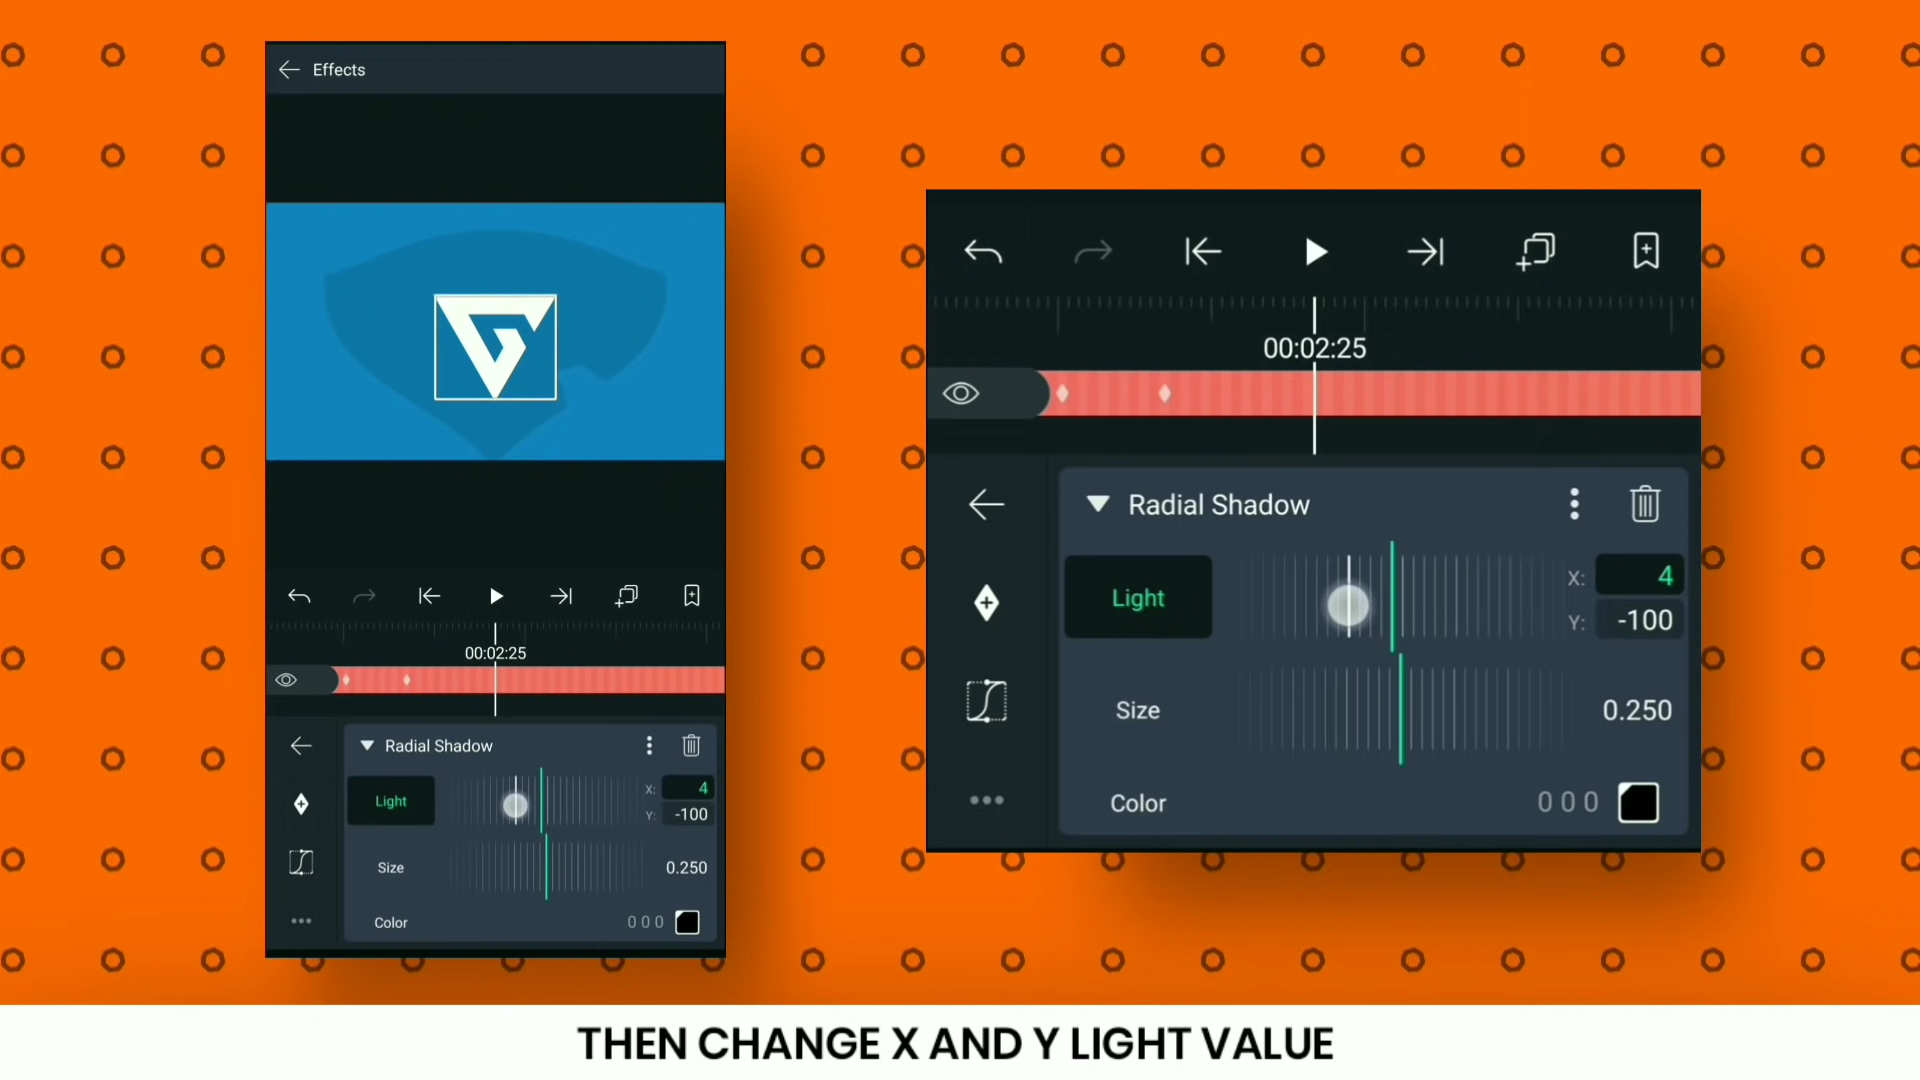 Effects
00:02:25
Radial Shadow
Light
X: 4
Y: -100
Size 0.250
Color 0 0 0
00:02:25
Radial Shadow
Light
X: 4
Y: -100
Size 0.250
Color 0 0 0
THEN CHANGE X AND Y LIGHT VALUE